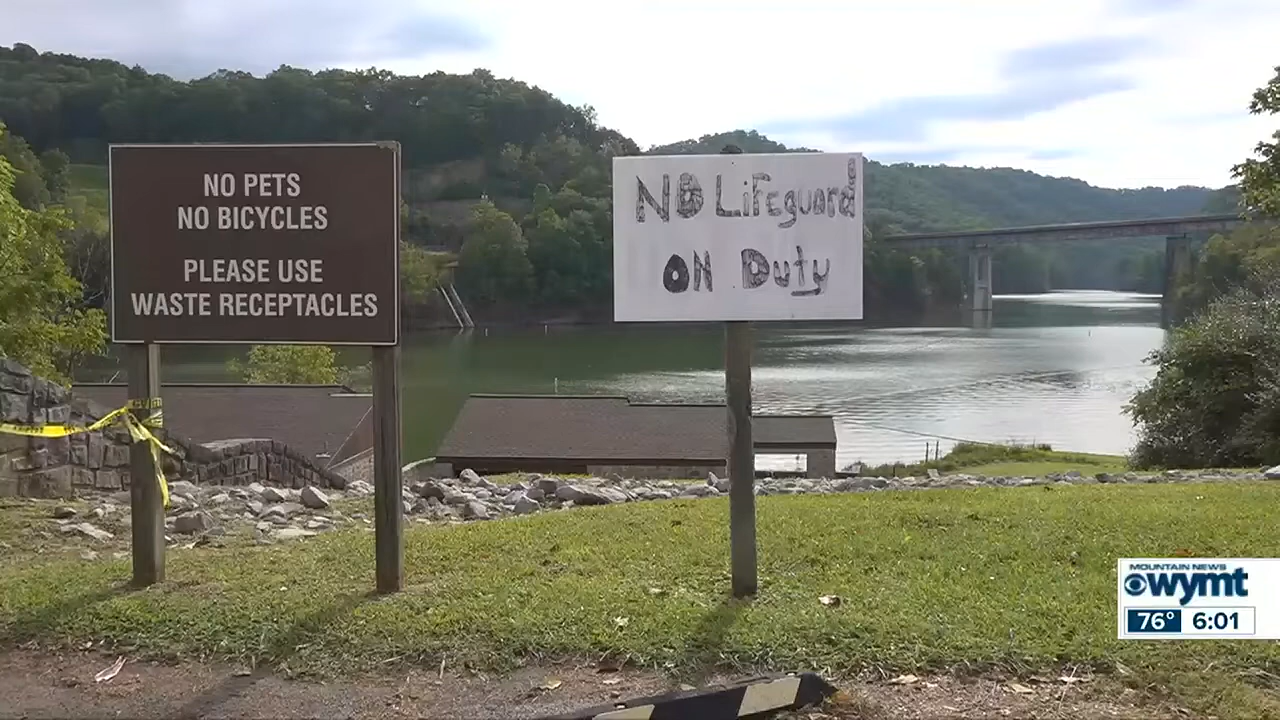 NO PETS
NO BICYCLES
PLEASE USE
WASTE RECEPTACLES
NO LiFeguard
ON Duty
MOUNTAIN NEWS
wymt
76° 6:01